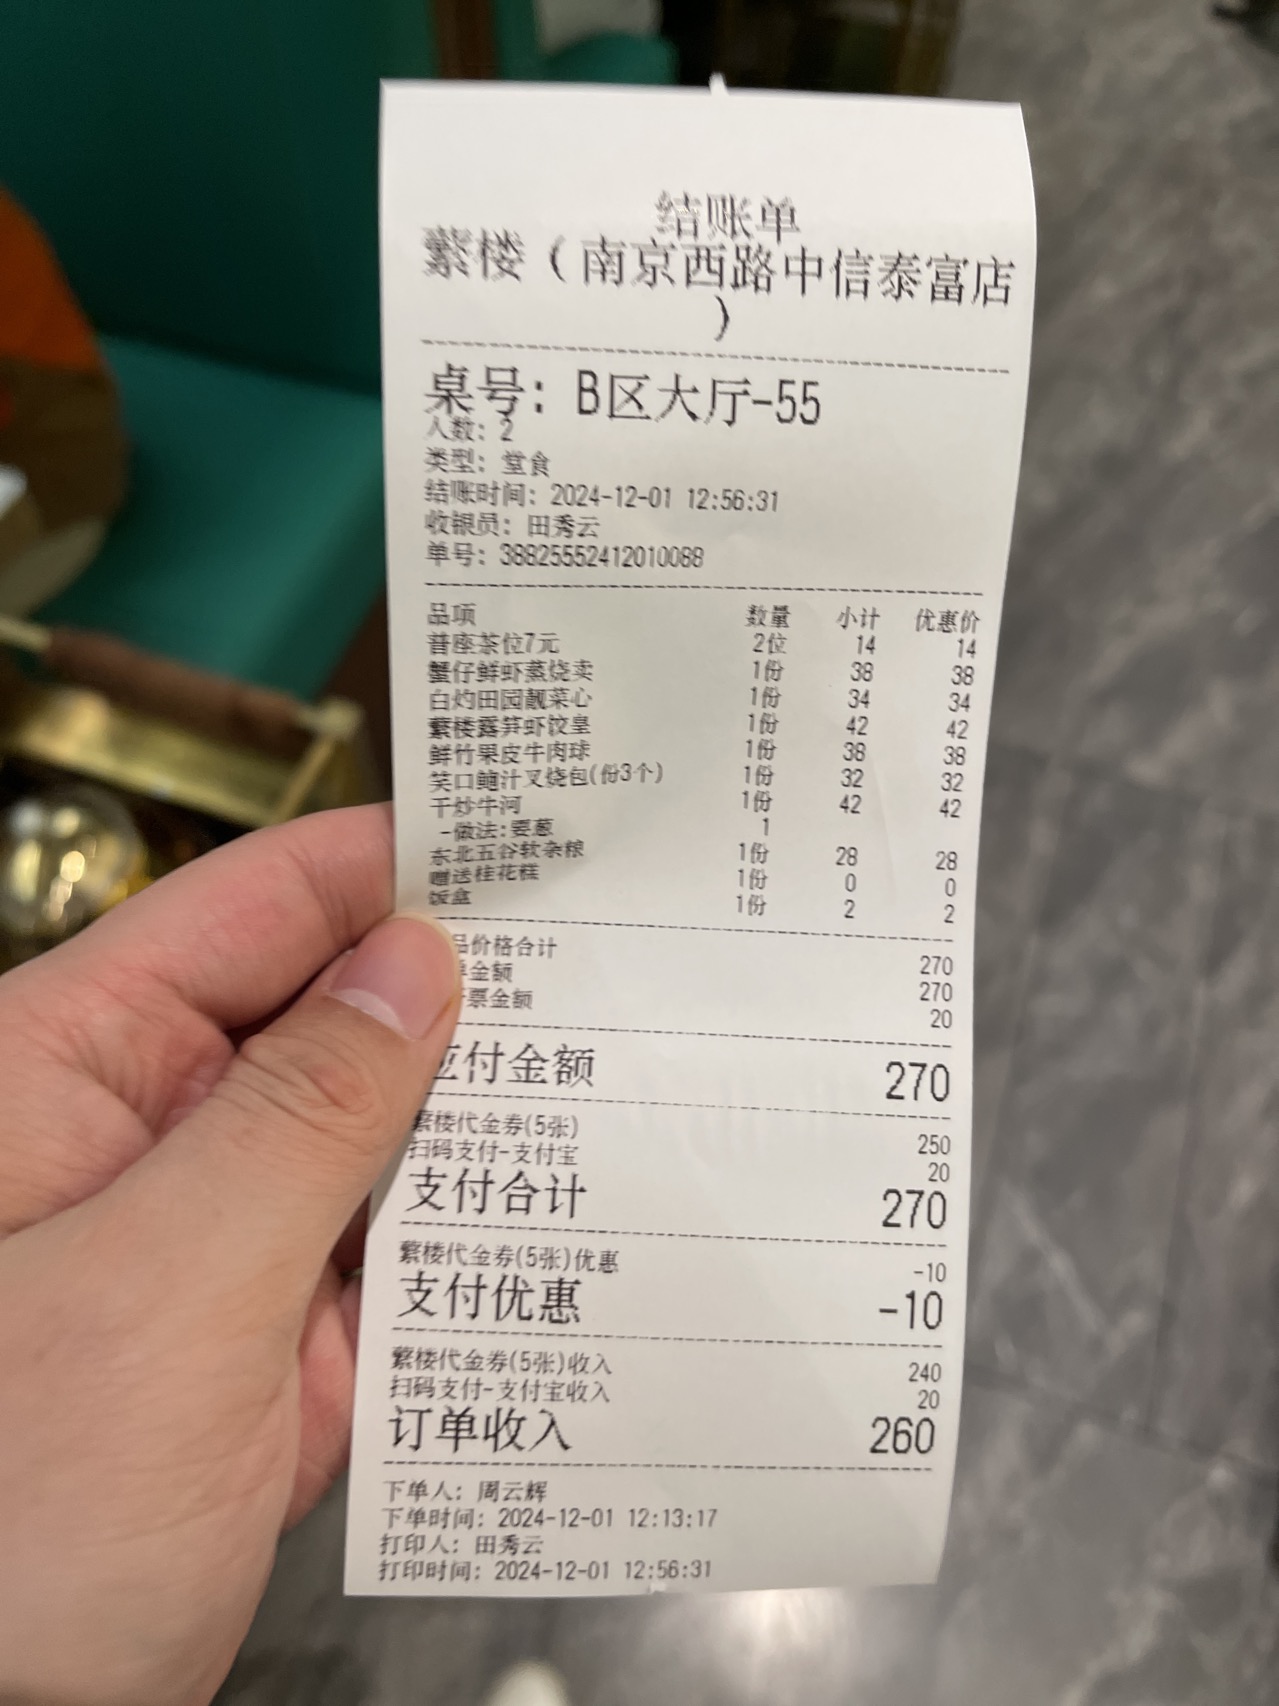 结账单
蘩楼（南京西路中信泰富店
）
桌号：B区大厅-55
人数：2
类型：堂食
结账时间：2024-12-01 12:56:31
收银员：田秀云
单号：38825552412010088
品项 数量 小计 优惠价
普座茶位7元 2位 14 14
蟹仔鲜虾蒸烧卖 1份 38 38
白灼田园靓菜心 1份 34 34
蘩楼露笋虾饺皇 1份 42 42
鲜竹果皮牛肉球 1份 38 38
笑口鲍汁叉烧包(份3个) 1份 32 32
干炒牛河 1份 42 42
-做法:要葱 1
东北五谷软杂粮 1份 28 28
赠送桂花糕 1份 0 0
饭盒 1份 2 2
品价格合计 270
单金额 270
开票金额 20
应付金额 270
蘩楼代金券(5张) 250
扫码支付-支付宝 20
支付合计 270
蘩楼代金券(5张)优惠 -10
支付优惠 -10
蘩楼代金券(5张)收入 240
扫码支付-支付宝收入 20
订单收入 260
下单人：周云辉
下单时间：2024-12-01 12:13:17
打印人：田秀云
打印时间：2024-12-01 12:56:31